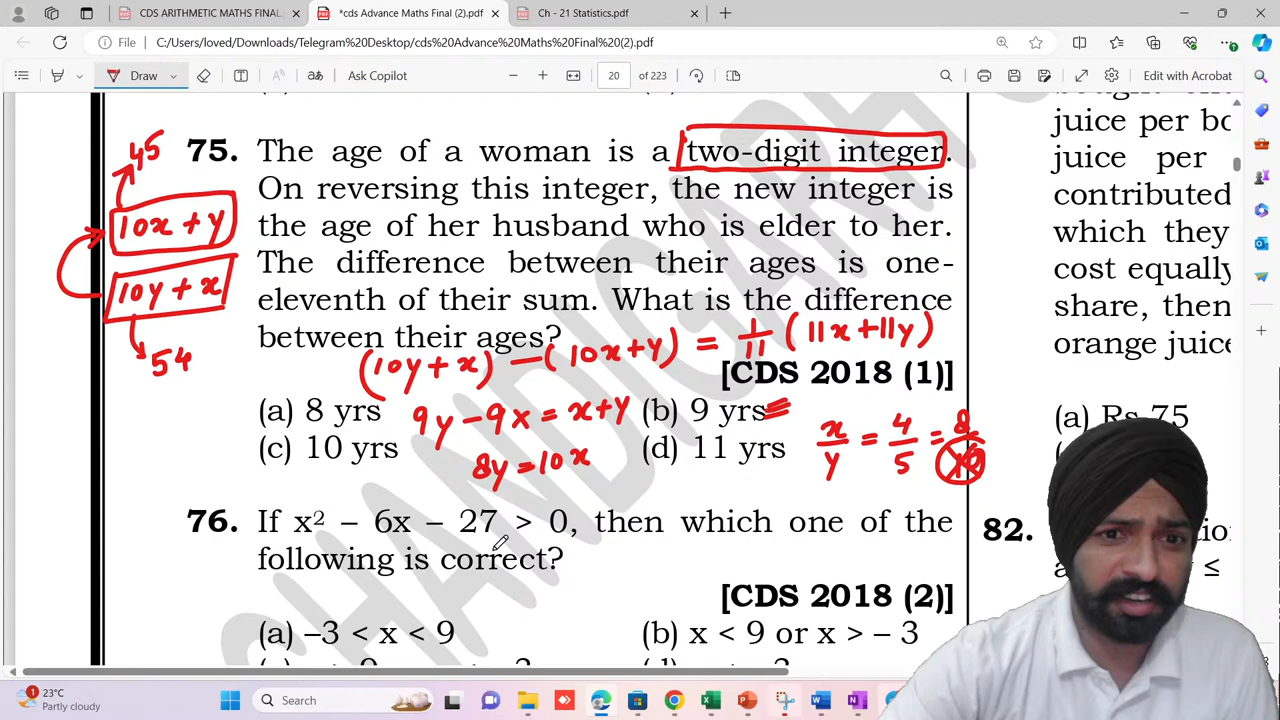 CDS ARITHMETIC MATHS FINAL.pdf
*cds Advance Maths Final (2).pdf
Ch - 21 Statistics.pdf
File
C:/Users/loved/Downloads/Telegram%20Desktop/cds%20Advance%20Maths%20Final%20(2).pdf
Draw
Ask Copilot
20 of 223
Edit with Acrobat
75. The age of a woman is a two-digit integer.
On reversing this integer, the new integer is
the age of her husband who is elder to her.
The difference between their ages is one-
eleventh of their sum. What is the difference
between their ages?
[CDS 2018 (1)]
(a) 8 yrs (b) 9 yrs
(c) 10 yrs (d) 11 yrs
45
10x + y
10y + x
54
(10y + x) − (10x + y) = 1/11 (11x + 11y)
9y − 9x = x + y
8y = 10x
x/y = 4/5 = 8/10
76. If x² – 6x – 27 > 0, then which one of the
following is correct?
[CDS 2018 (2)]
(a) –3 < x < 9 (b) x < 9 or x > – 3
juice per
juice per
contributed
which they
cost equally
share, then
orange juice
(a) Rs 75
82.
CHANDIGARH
23°C
Partly cloudy
Search